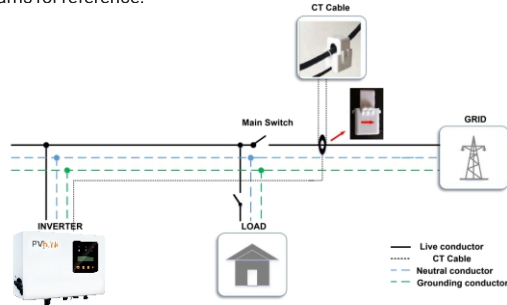 CT Cable
Main Switch
GRID
INVERTER
LOAD
Live conductor
CT Cable
Neutral conductor
Grounding conductor